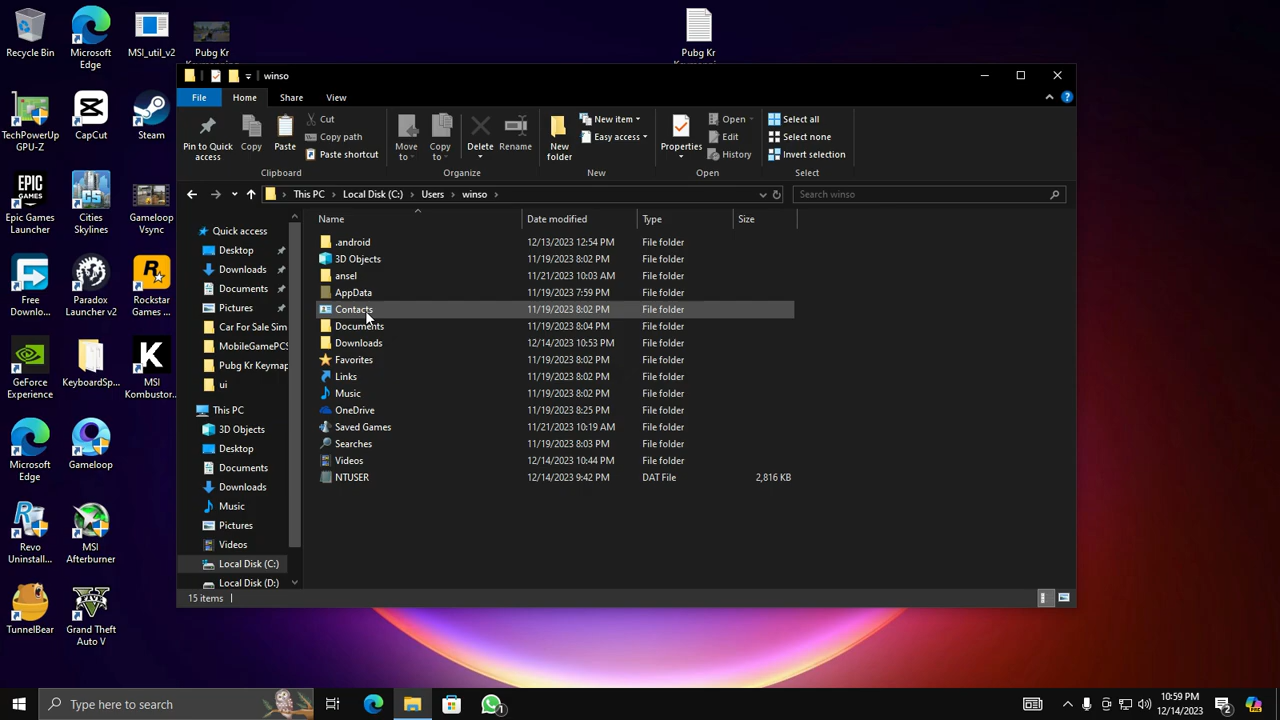 Recycle Bin
Microsoft Edge
MSI_util_v2
Pubg Kr Keymapping
Pubg Kr
winso
File
Home
Share
View
Pin to Quick access
Copy
Paste
Cut
Copy path
Paste shortcut
Clipboard
Move to
Copy to
Delete
Rename
Organize
New folder
New item
Easy access
New
Properties
Open
Edit
History
Open
Select all
Select none
Invert selection
Select
This PC > Local Disk (C:) > Users > winso >
Search winso
Name Date modified Type Size
.android 12/13/2023 12:54 PM File folder
3D Objects 11/19/2023 8:02 PM File folder
ansel 11/21/2023 10:03 AM File folder
AppData 11/19/2023 7:59 PM File folder
Contacts 11/19/2023 8:02 PM File folder
Documents 11/19/2023 8:04 PM File folder
Downloads 12/14/2023 10:53 PM File folder
Favorites 11/19/2023 8:02 PM File folder
Links 11/19/2023 8:02 PM File folder
Music 11/19/2023 8:02 PM File folder
OneDrive 11/19/2023 8:25 PM File folder
Saved Games 11/21/2023 10:19 AM File folder
Searches 11/19/2023 8:03 PM File folder
Videos 12/14/2023 10:44 PM File folder
NTUSER 12/14/2023 9:42 PM DAT File 2,816 KB
Quick access
Desktop
Downloads
Documents
Pictures
Car For Sale Sim
MobileGamePCS
Pubg Kr Keymap
ui
This PC
3D Objects
Desktop
Documents
Downloads
Music
Pictures
Videos
Local Disk (C:)
Local Disk (D:)
15 items
TechPowerUp GPU-Z
CapCut
Steam
Epic Games Launcher
Cities Skylines
Gameloop Vsync
Free Downlo...
Paradox Launcher v2
Rockstar Games ...
GeForce Experience
KeyboardSp...
MSI Kombustor...
Microsoft Edge
Gameloop
Revo Uninstall...
MSI Afterburner
TunnelBear
Grand Theft Auto V
Type here to search
1
10:59 PM
12/14/2023
2